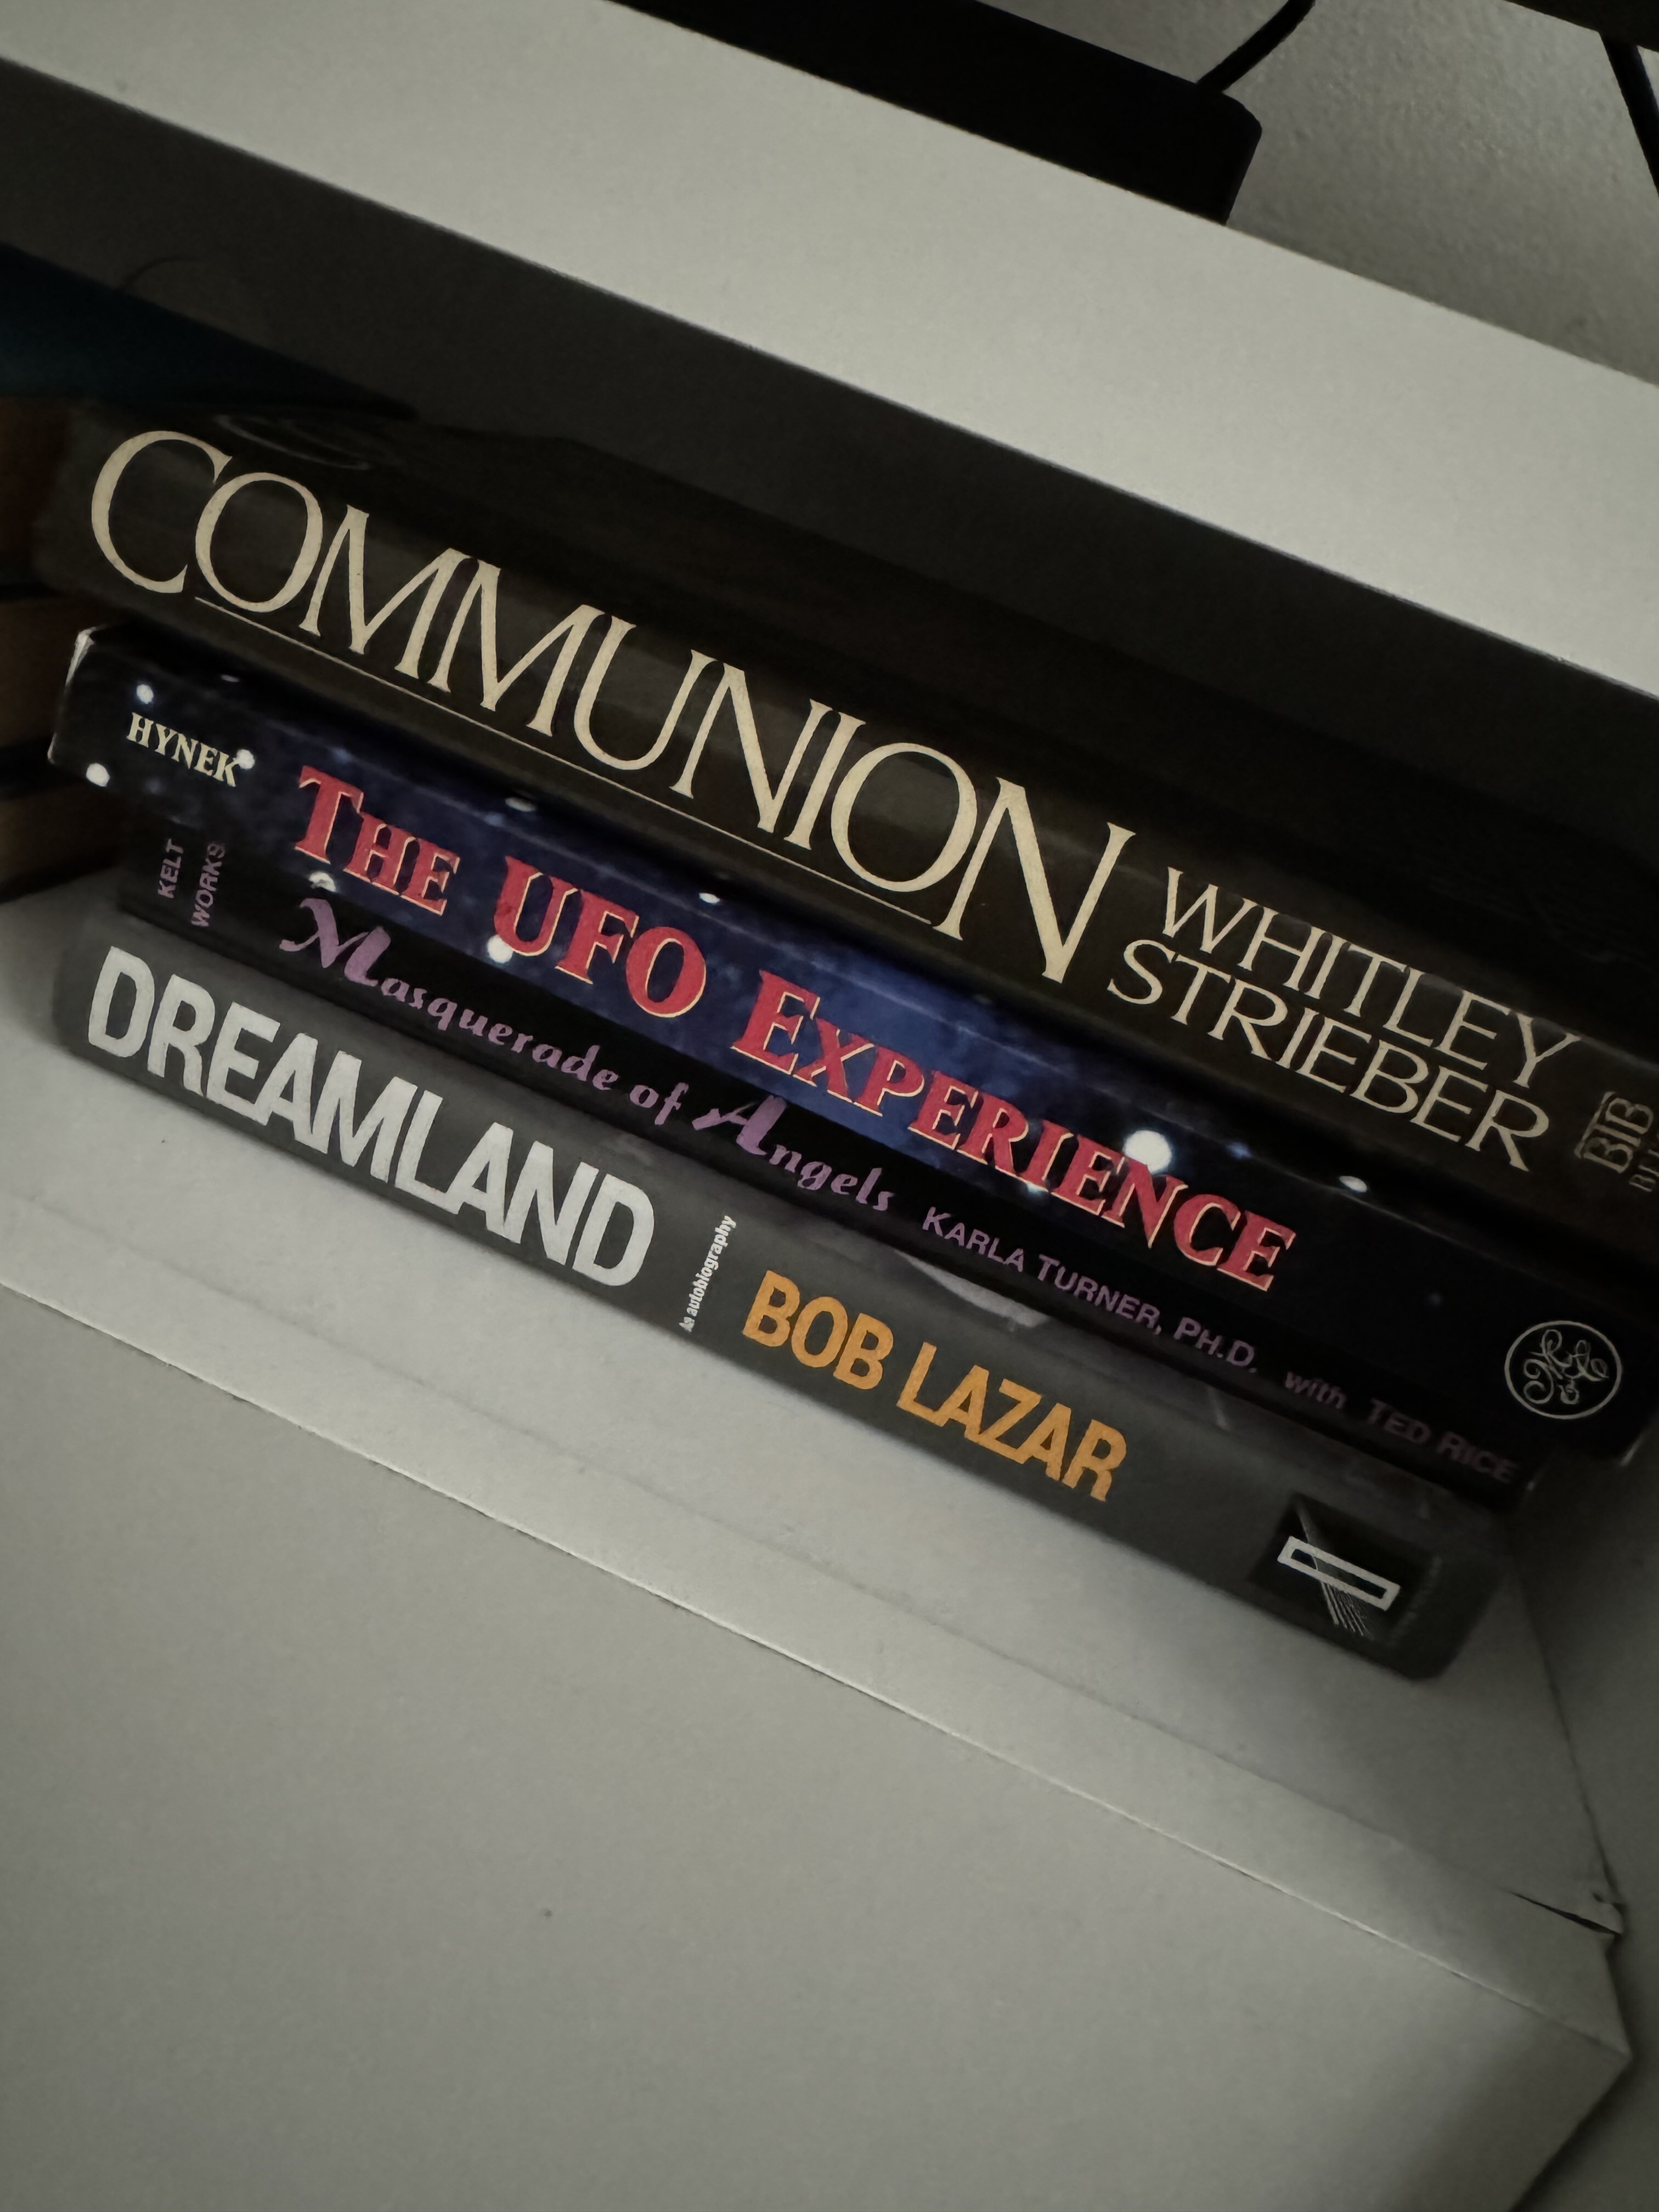 COMMUNION
WHITLEY
STRIEBER
BIB
HYNEK
THE UFO EXPERIENCE
KELT
WORKS
Masquerade of Angels
KARLA TURNER, PH.D. with TED RICE
DREAMLAND
An autobiography
BOB LAZAR